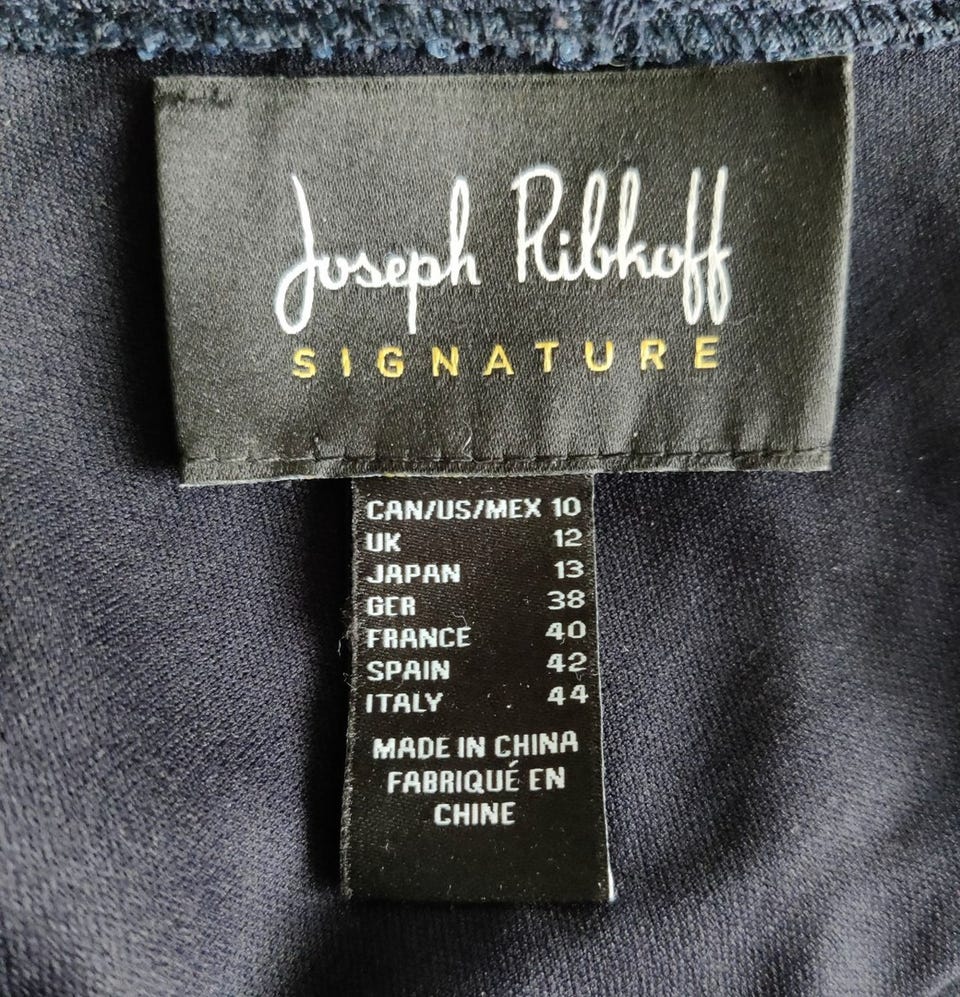 Joseph Ribkoff
SIGNATURE
CAN/US/MEX 10
UK 12
JAPAN 13
GER 38
FRANCE 40
SPAIN 42
ITALY 44
MADE IN CHINA
FABRIQUÉ EN
CHINE